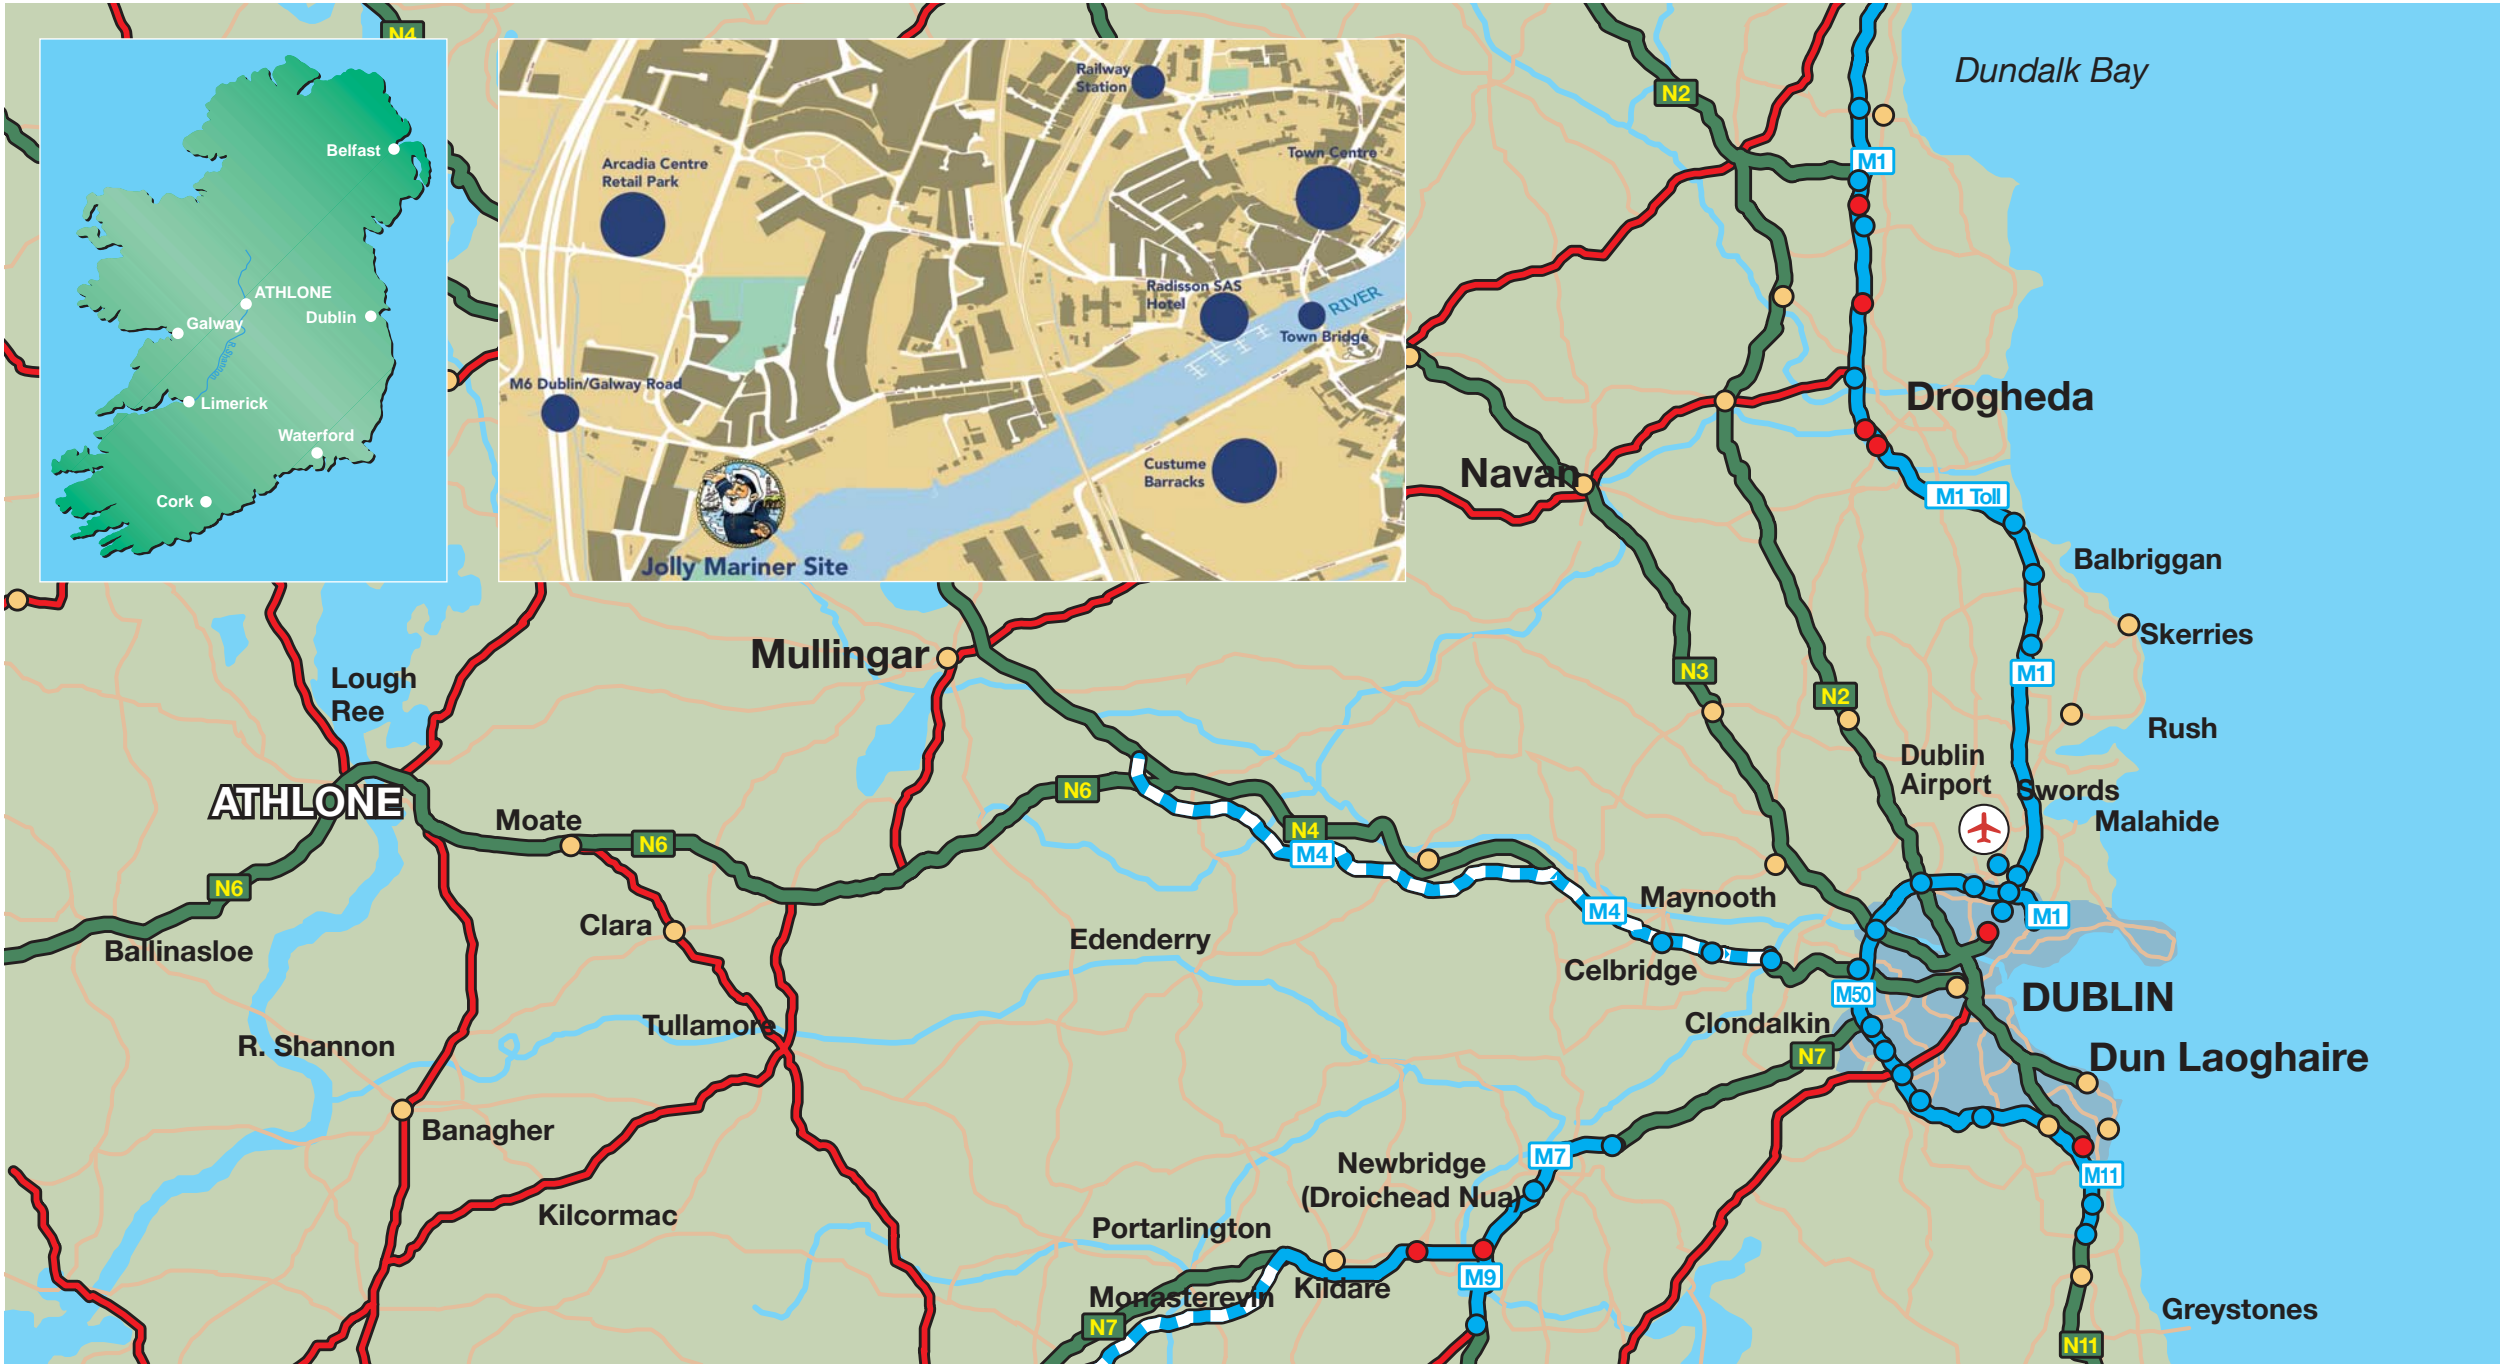 N4
Belfast
ATHLONE
Galway
Dublin
R.Shannon
Limerick
Waterford
Cork
Railway
Station
Arcadia Centre
Retail Park
Town Centre
Radisson SAS
Hotel
RIVER
Town Bridge
M6 Dublin/Galway Road
Custume
Barracks
Jolly Mariner Site
Dundalk Bay
N2
M1
Drogheda
Navan
M1 Toll
Balbriggan
Skerries
M1
Mullingar
N3
N2
Lough
Ree
Rush
Dublin
Airport
Swords
Malahide
ATHLONE
Moate
N6
N6
N4
M4
N6
Maynooth
M4
M1
Clara
Ballinasloe
Edenderry
Celbridge
M50
DUBLIN
Tullamore
Clondalkin
R. Shannon
N7
Dun Laoghaire
Banagher
M7
Newbridge
(Droichead Nua)
M11
Kilcormac
Portarlington
M9
Kildare
Monasterevin
N7
Greystones
N11